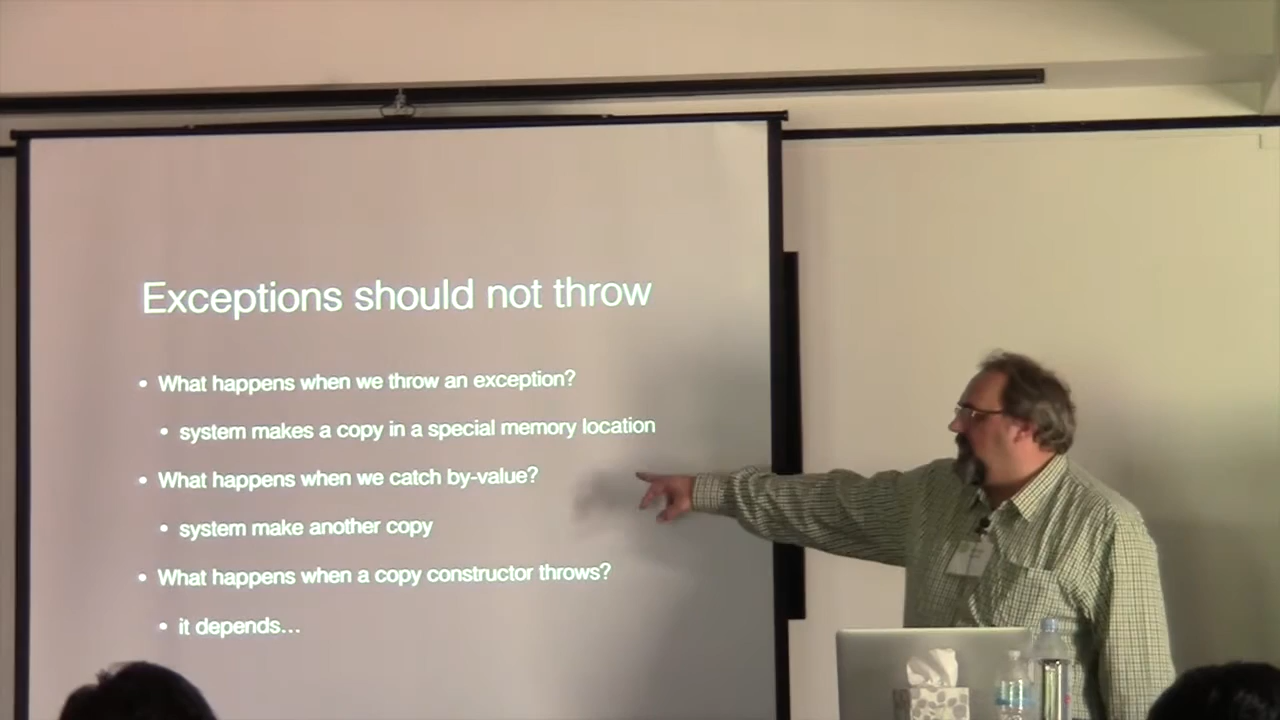 Exceptions should not throw
• What happens when we throw an exception?
• system makes a copy in a special memory location
• What happens when we catch by-value?
• system make another copy
• What happens when a copy constructor throws?
• it depends...